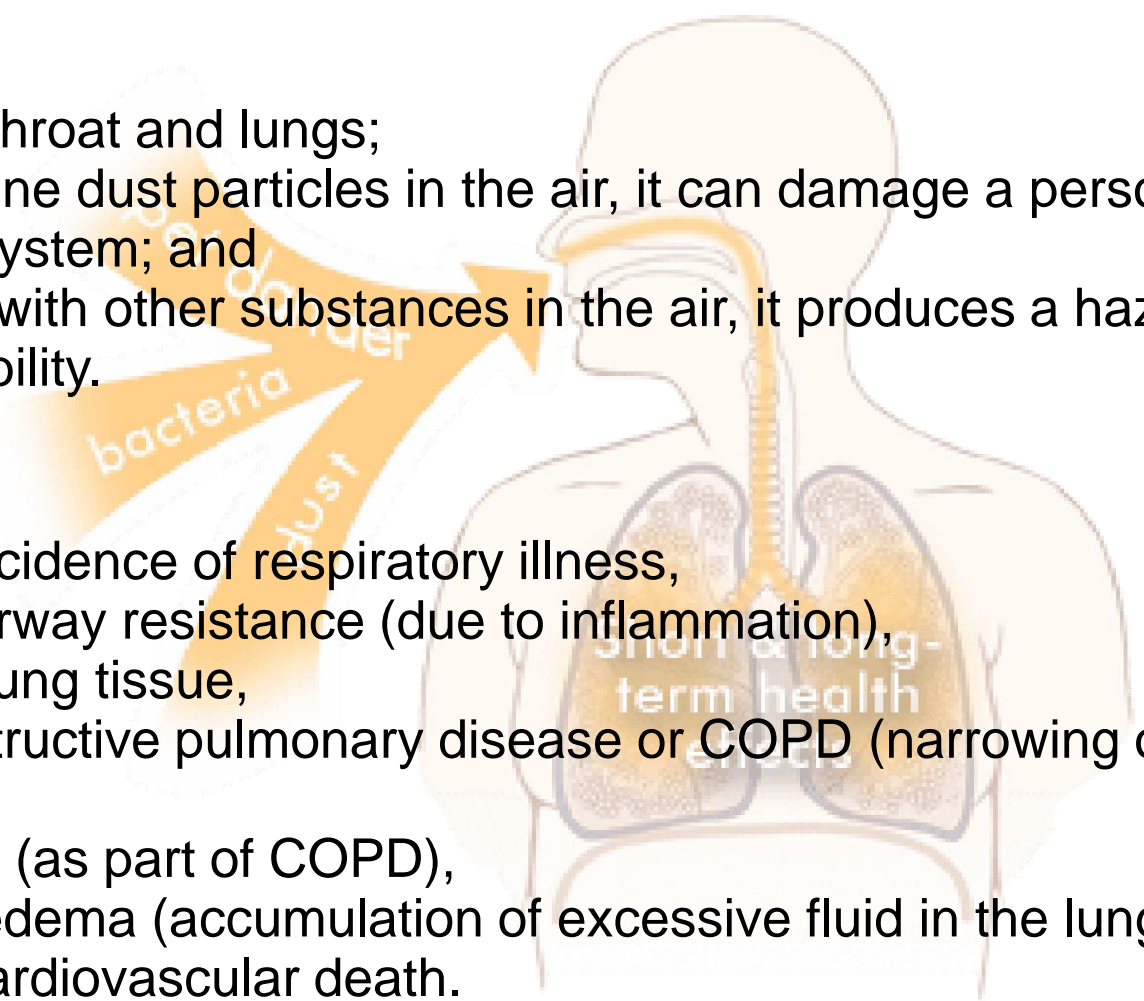 hroat and lungs;
ne dust particles in the air, it can damage a perso
ystem; and
with other substances in the air, it produces a haz
bility.
cidence of respiratory illness,
rway resistance (due to inflammation),
ung tissue,
tructive pulmonary disease or COPD (narrowing o
(as part of COPD),
edema (accumulation of excessive fluid in the lung
ardiovascular death.
pet dander
bacteria
dust
Short & long-
term health
effects